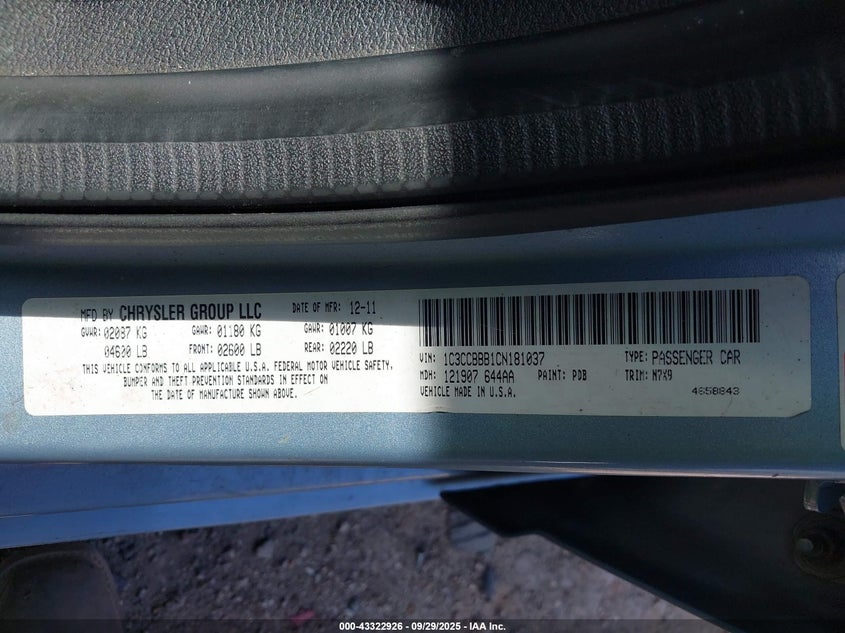 MFD BY CHRYSLER GROUP LLC DATE OF MFR: 12-11
GVWR: 02087 KG GAWR: 01180 KG GAWR: 01007 KG
04600 LB FRONT: 02600 LB REAR: 02220 LB
THIS VEHICLE CONFORMS TO ALL APPLICABLE U.S.A. FEDERAL MOTOR VEHICLE SAFETY,
BUMPER AND THEFT PREVENTION STANDARDS IN EFFECT ON
THE DATE OF MANUFACTURE SHOWN ABOVE.
VIN: 1C3CCBBB1CN181037 TYPE: PASSENGER CAR
MDH: 121907 644AA PAINT: PDB TRIM: N7X9
VEHICLE MADE IN U.S.A. 4658843
000-43322926 - 09/29/2025 - IAA Inc.